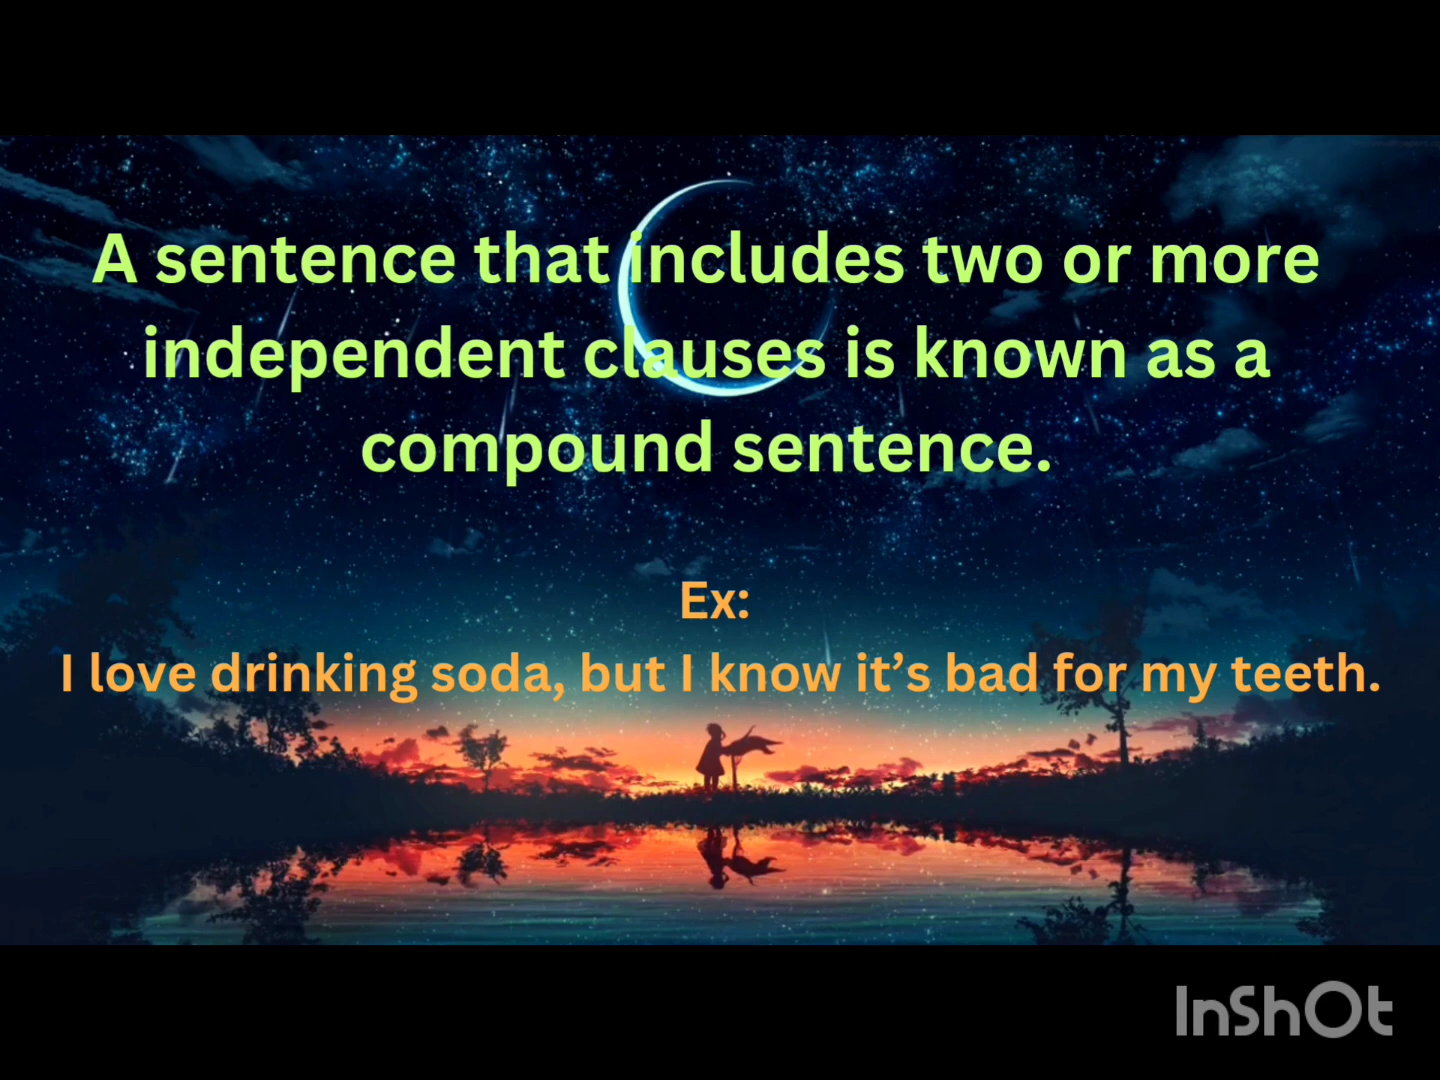 A sentence that includes two or more
independent clauses is known as a
compound sentence.
Ex:
I love drinking soda, but I know it’s bad for my teeth.
InShOt